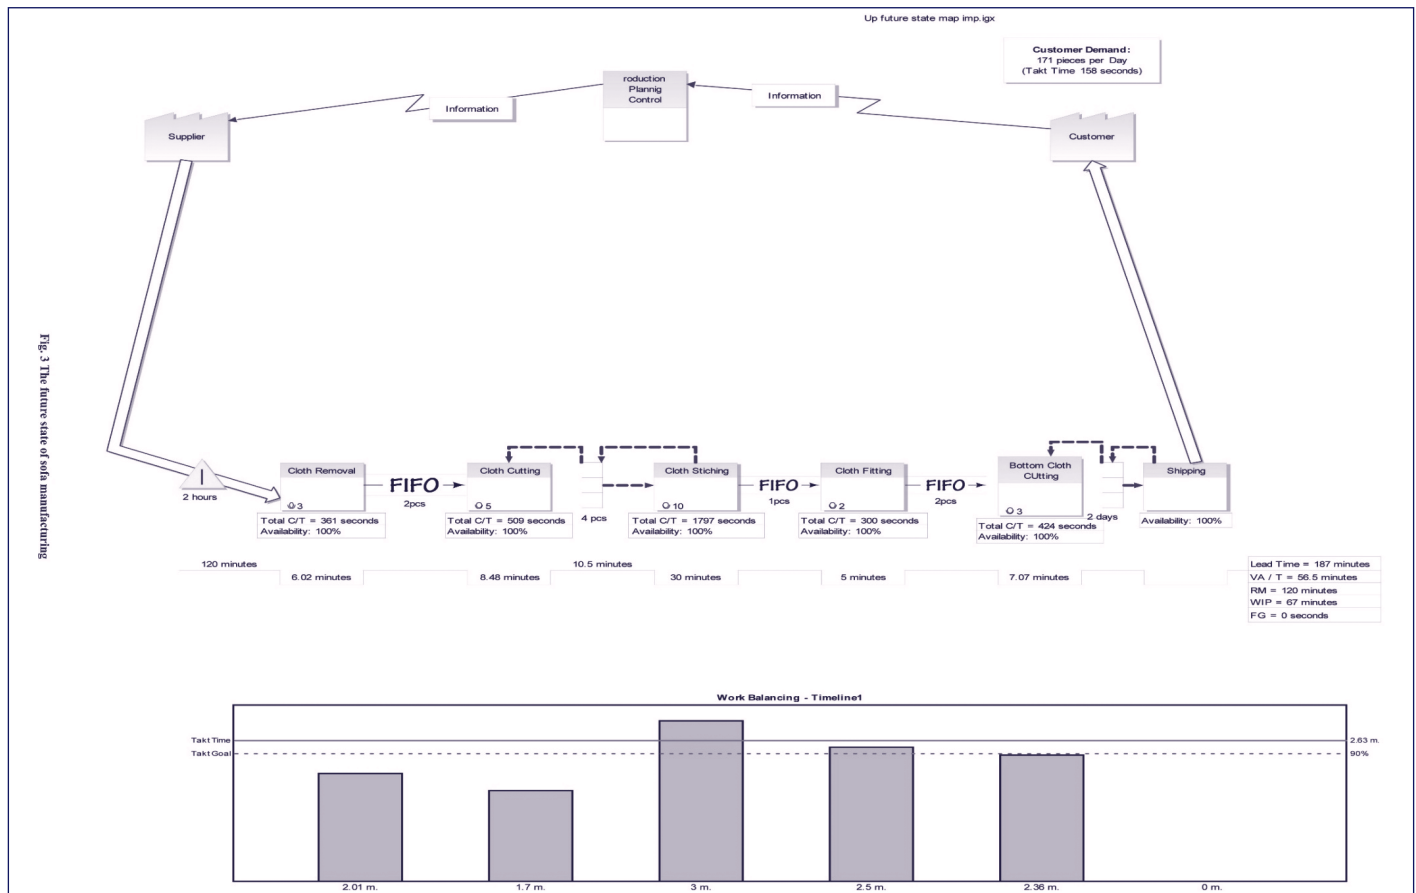 Up future state map imp.igx
Customer Demand:
171 pieces per Day
(Takt Time 158 seconds)
roduction
Plannig
Control
Information
Information
Supplier
Customer
Fig. 3 The future state of sofa manufacturing
I
2 hours
Cloth Removal
3
Total C/T = 361 seconds
Availability: 100%
FIFO
2pcs
Cloth Cutting
5
Total C/T = 509 seconds
Availability: 100%
4 pcs
Cloth Stiching
10
Total C/T = 1797 seconds
Availability: 100%
FIFO
1pcs
Cloth Fitting
2
Total C/T = 300 seconds
Availability: 100%
FIFO
2pcs
Bottom Cloth
CUtting
3
Total C/T = 424 seconds
Availability: 100%
2 days
Shipping
Availability: 100%
120 minutes
6.02 minutes
8.48 minutes
10.5 minutes
30 minutes
5 minutes
7.07 minutes
Lead Time = 187 minutes
VA / T = 56.5 minutes
RM = 120 minutes
WIP = 67 minutes
FG = 0 seconds
Work Balancing - Timeline1
Takt Time
2.63 m.
Takt Goal
90%
2.01 m.
1.7 m.
3 m.
2.5 m.
2.36 m.
0 m.